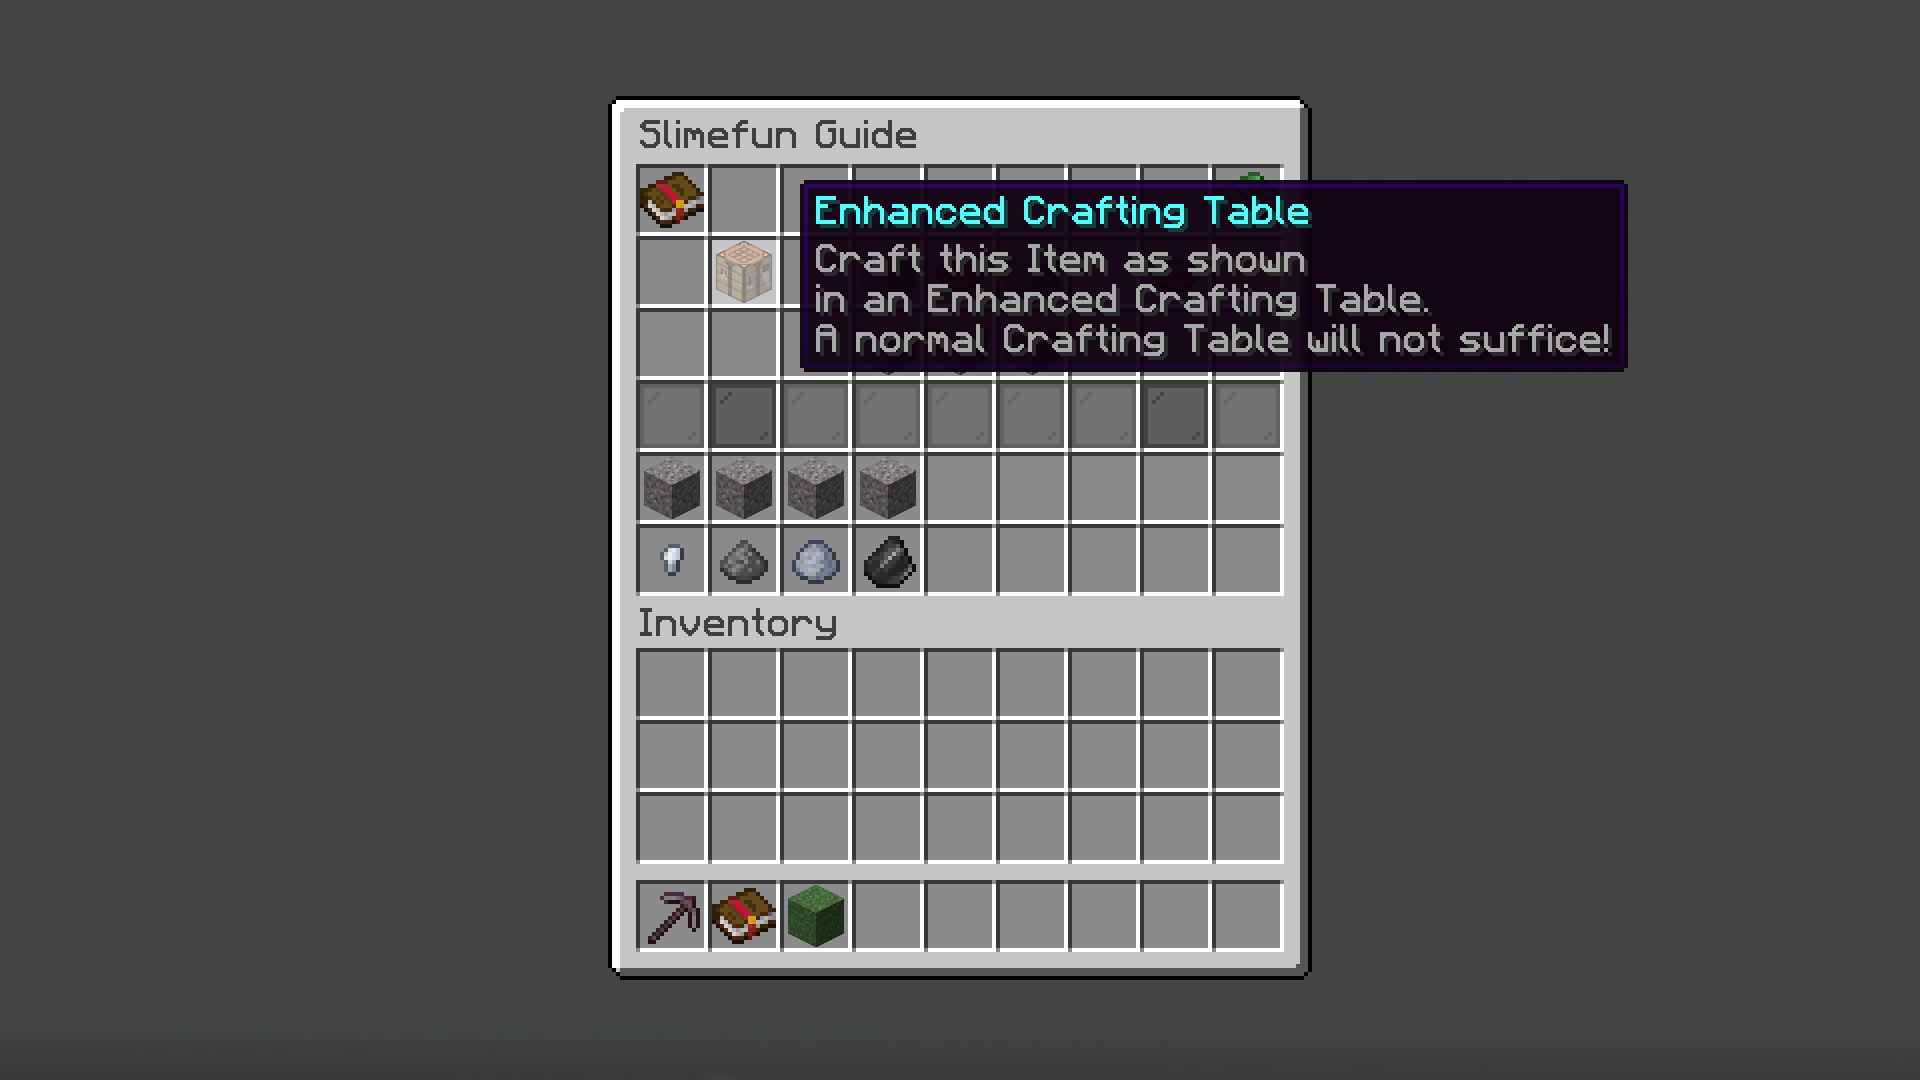 Slimefun Guide
Enhanced Crafting Table
Craft this Item as shown
in an Enhanced Crafting Table.
A normal Crafting Table will not suffice!
Inventory